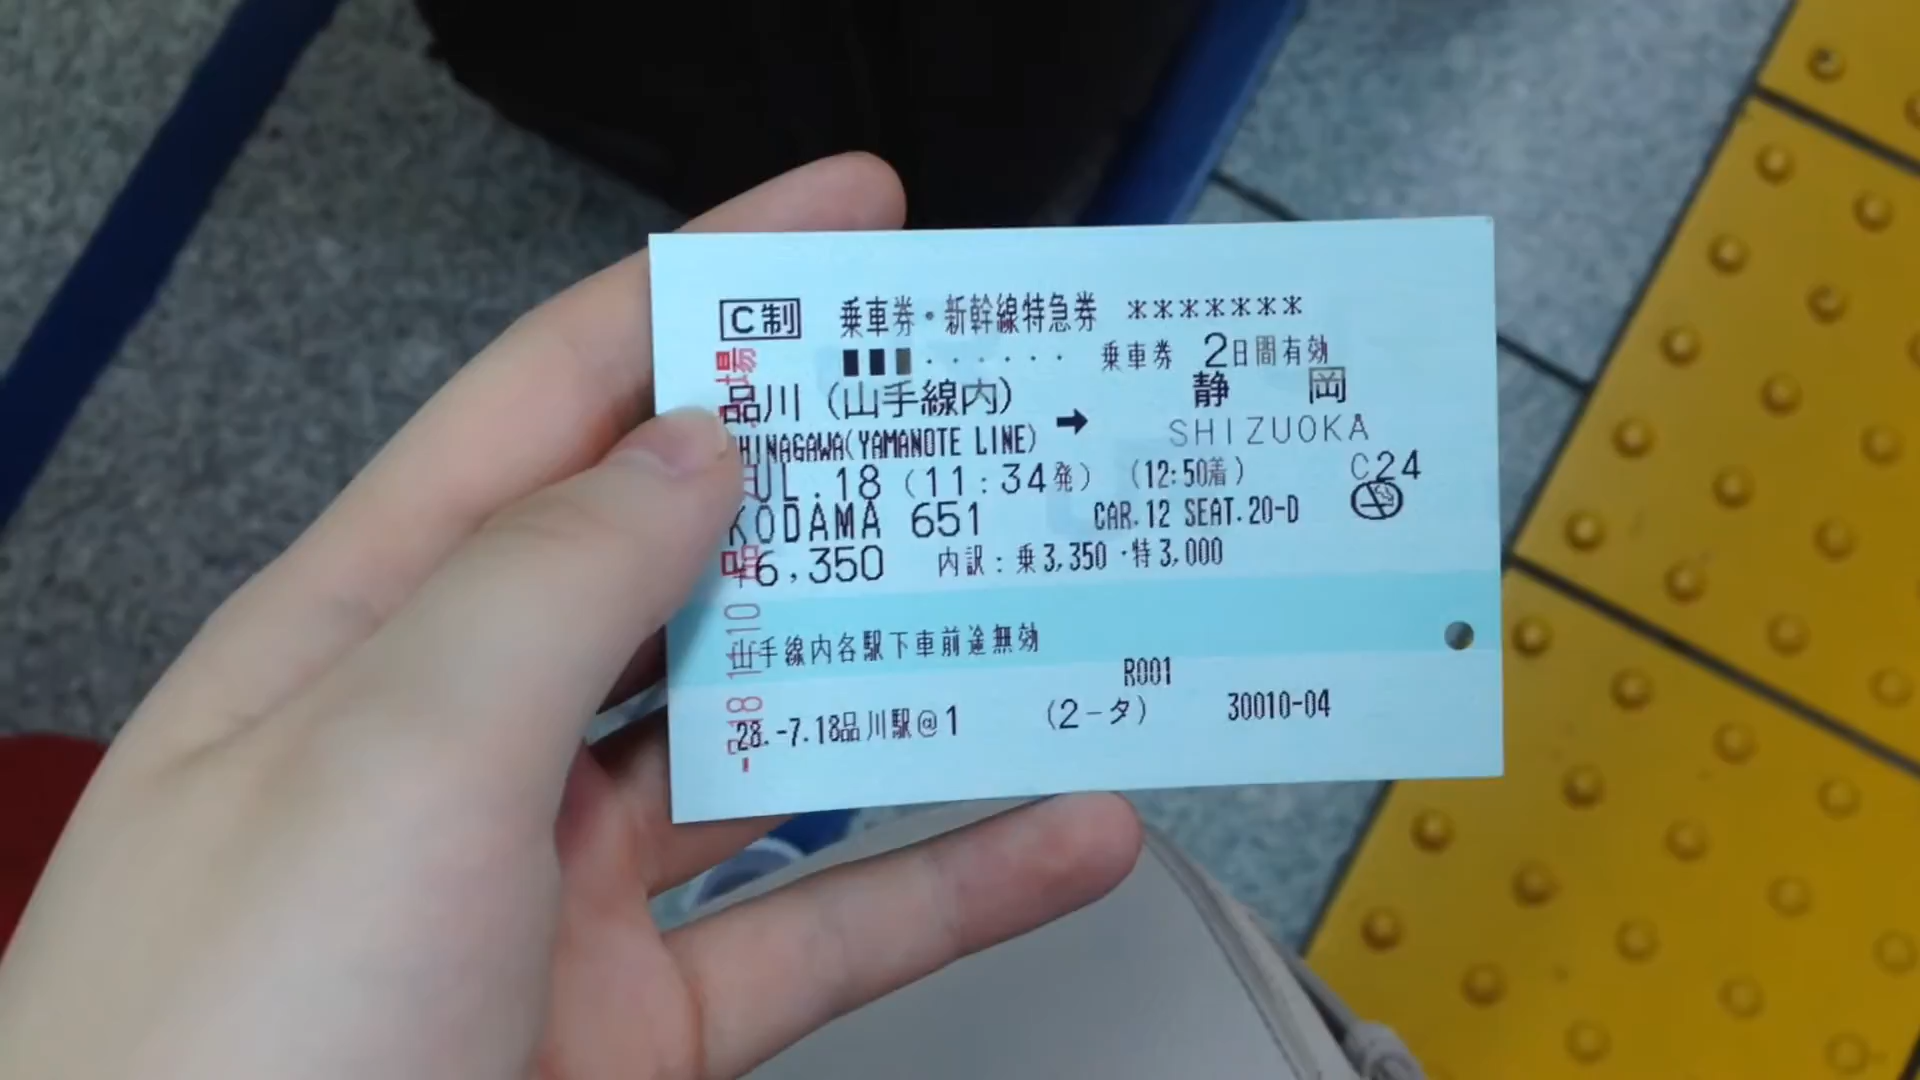 C制 乗車券・新幹線特急券 *******
乗車券 2日間有効
品川（山手線内） → 静岡
SHINAGAWA(YAMANOTE LINE) SHIZUOKA
JUL.18 (11:34発) (12:50着) C24
KODAMA 651 CAR.12 SEAT.20-D
¥6,350 内訳：乗3,350・特3,000
山手線内各駅下車前途無効
R001
28.-7.18品川駅@1 (2-タ) 30010-04